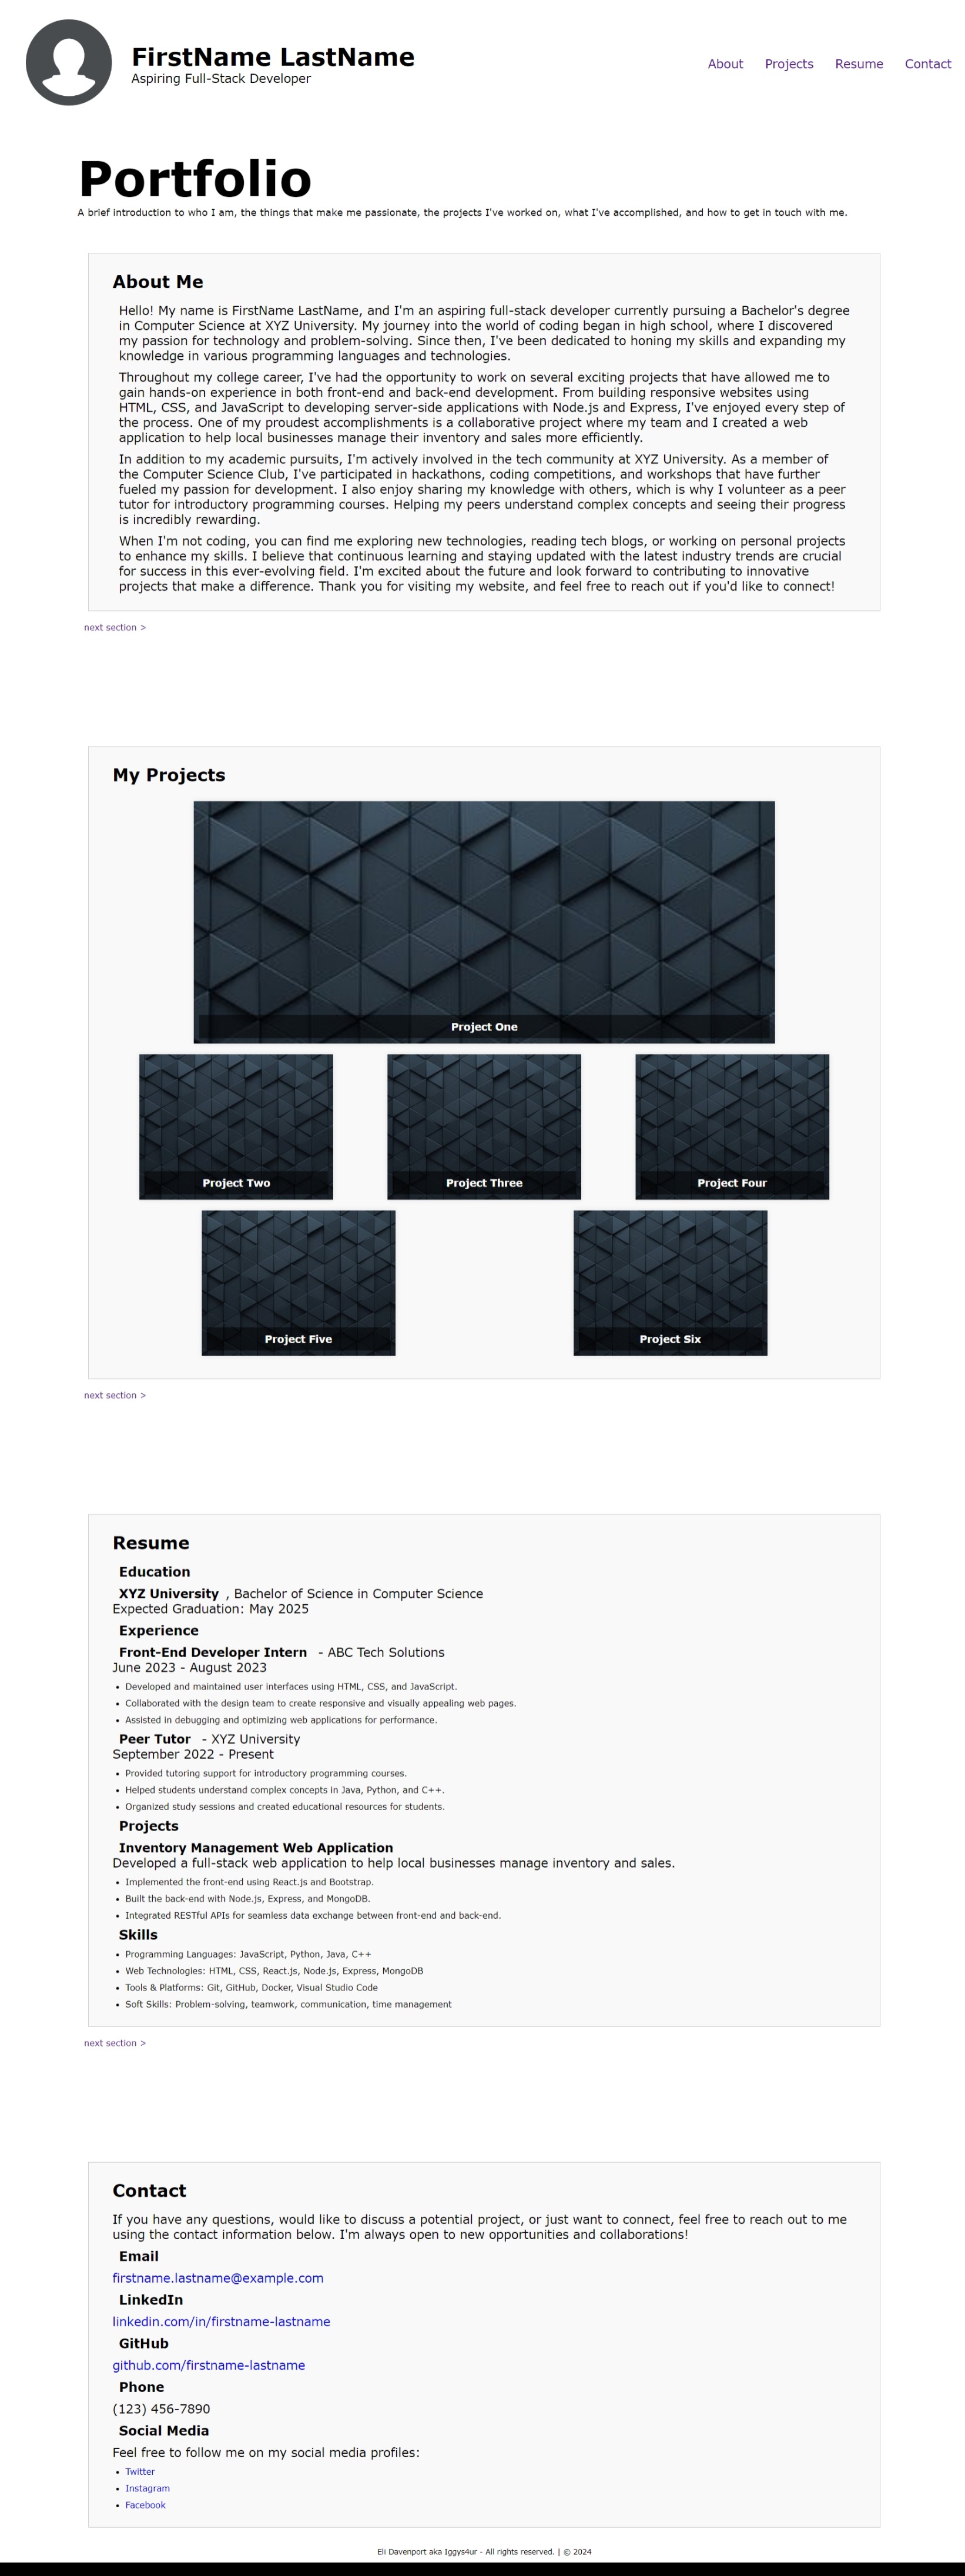 FirstName LastName
Aspiring Full-Stack Developer
About Projects Resume Contact
Portfolio
A brief introduction to who I am, the things that make me passionate, the projects I've worked on, what I've accomplished, and how to get in touch with me.
About Me
Hello! My name is FirstName LastName, and I'm an aspiring full-stack developer currently pursuing a Bachelor's degree
in Computer Science at XYZ University. My journey into the world of coding began in high school, where I discovered
my passion for technology and problem-solving. Since then, I've been dedicated to honing my skills and expanding my
knowledge in various programming languages and technologies.
Throughout my college career, I've had the opportunity to work on several exciting projects that have allowed me to
gain hands-on experience in both front-end and back-end development. From building responsive websites using
HTML, CSS, and JavaScript to developing server-side applications with Node.js and Express, I've enjoyed every step of
the process. One of my proudest accomplishments is a collaborative project where my team and I created a web
application to help local businesses manage their inventory and sales more efficiently.
In addition to my academic pursuits, I'm actively involved in the tech community at XYZ University. As a member of
the Computer Science Club, I've participated in hackathons, coding competitions, and workshops that have further
fueled my passion for development. I also enjoy sharing my knowledge with others, which is why I volunteer as a peer
tutor for introductory programming courses. Helping my peers understand complex concepts and seeing their progress
is incredibly rewarding.
When I'm not coding, you can find me exploring new technologies, reading tech blogs, or working on personal projects
to enhance my skills. I believe that continuous learning and staying updated with the latest industry trends are crucial
for success in this ever-evolving field. I'm excited about the future and look forward to contributing to innovative
projects that make a difference. Thank you for visiting my website, and feel free to reach out if you'd like to connect!
next section >
My Projects
Project One
Project Two
Project Three
Project Four
Project Five
Project Six
next section >
Resume
Education
XYZ University , Bachelor of Science in Computer Science
Expected Graduation: May 2025
Experience
Front-End Developer Intern - ABC Tech Solutions
June 2023 - August 2023
• Developed and maintained user interfaces using HTML, CSS, and JavaScript.
• Collaborated with the design team to create responsive and visually appealing web pages.
• Assisted in debugging and optimizing web applications for performance.
Peer Tutor - XYZ University
September 2022 - Present
• Provided tutoring support for introductory programming courses.
• Helped students understand complex concepts in Java, Python, and C++.
• Organized study sessions and created educational resources for students.
Projects
Inventory Management Web Application
Developed a full-stack web application to help local businesses manage inventory and sales.
• Implemented the front-end using React.js and Bootstrap.
• Built the back-end with Node.js, Express, and MongoDB.
• Integrated RESTful APIs for seamless data exchange between front-end and back-end.
Skills
• Programming Languages: JavaScript, Python, Java, C++
• Web Technologies: HTML, CSS, React.js, Node.js, Express, MongoDB
• Tools & Platforms: Git, GitHub, Docker, Visual Studio Code
• Soft Skills: Problem-solving, teamwork, communication, time management
next section >
Contact
If you have any questions, would like to discuss a potential project, or just want to connect, feel free to reach out to me
using the contact information below. I'm always open to new opportunities and collaborations!
Email
firstname.lastname@example.com
LinkedIn
linkedin.com/in/firstname-lastname
GitHub
github.com/firstname-lastname
Phone
(123) 456-7890
Social Media
Feel free to follow me on my social media profiles:
• Twitter
• Instagram
• Facebook
Eli Davenport aka Iggys4ur - All rights reserved. | © 2024